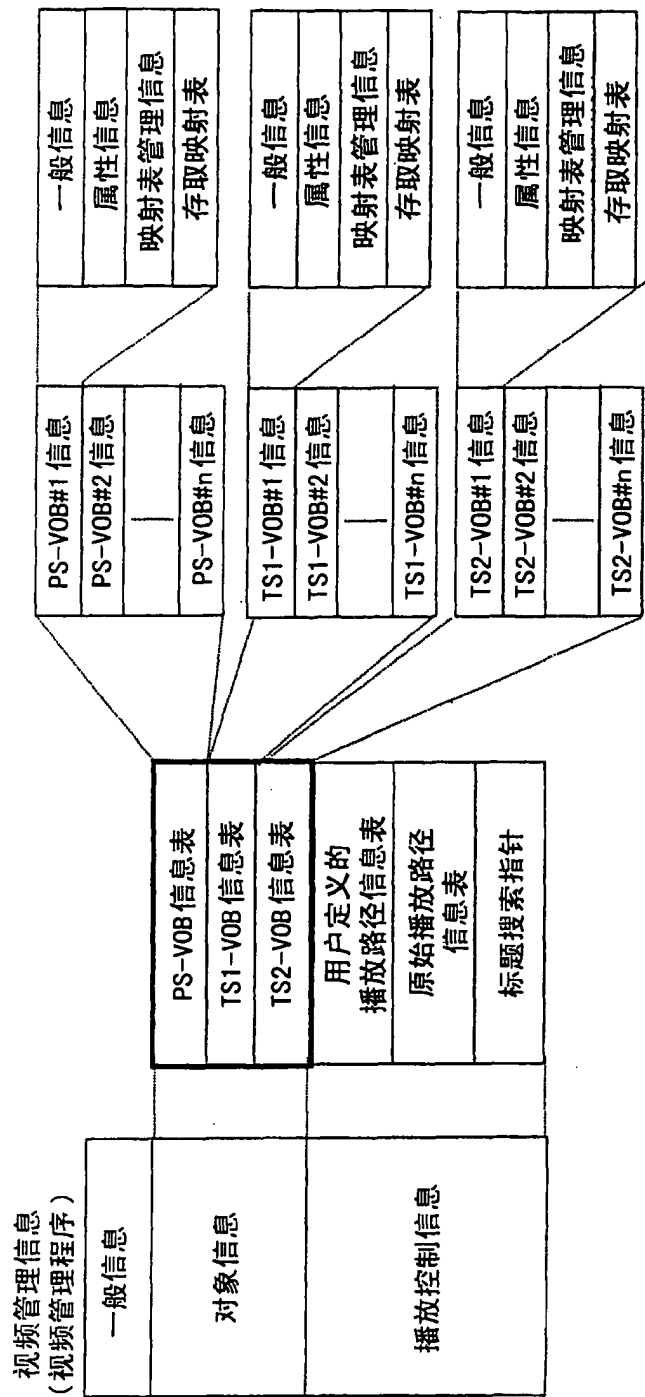 视频管理信息
（视频管理程序）
一般信息
对象信息
播放控制信息
PS-VOB信息表
TS1-VOB信息表
TS2-VOB信息表
用户定义的
播放路径信息表
原始播放路径
信息表
标题搜索指针
PS-VOB#1信息
PS-VOB#2信息
PS-VOB#n信息
TS1-VOB#1信息
TS1-VOB#2信息
TS1-VOB#n信息
TS2-VOB#1信息
TS2-VOB#2信息
TS2-VOB#n信息
一般信息
属性信息
映射表管理信息
存取映射表
一般信息
属性信息
映射表管理信息
存取映射表
一般信息
属性信息
映射表管理信息
存取映射表